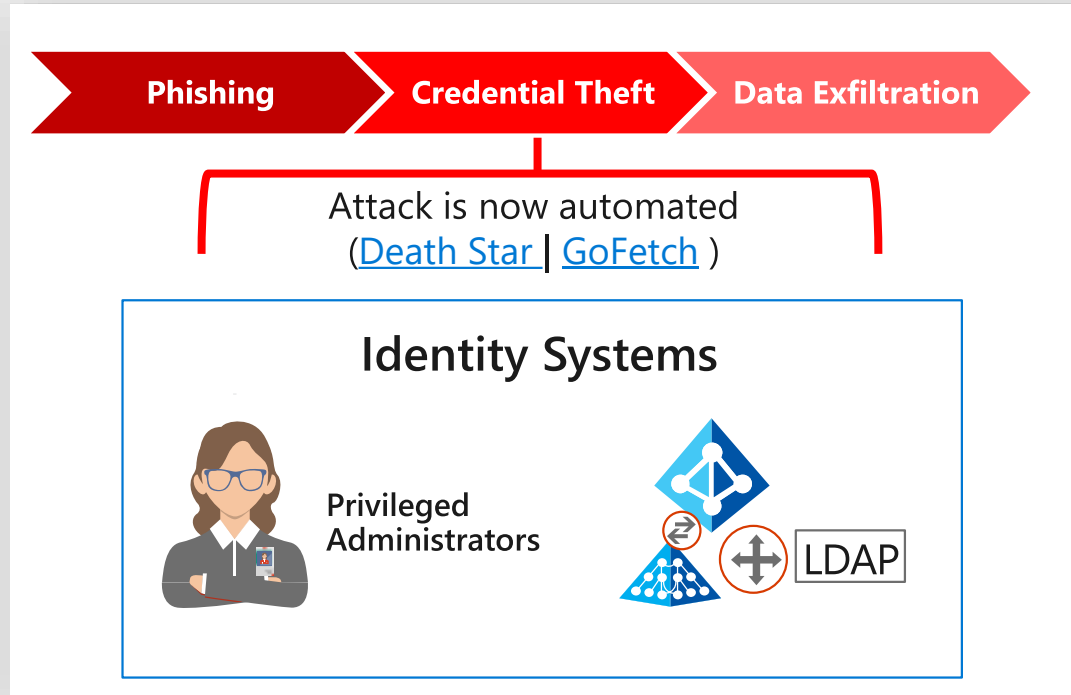 Phishing
Credential Theft
Data Exfiltration
Attack is now automated
(Death Star | GoFetch )
Identity Systems
Privileged
Administrators
LDAP